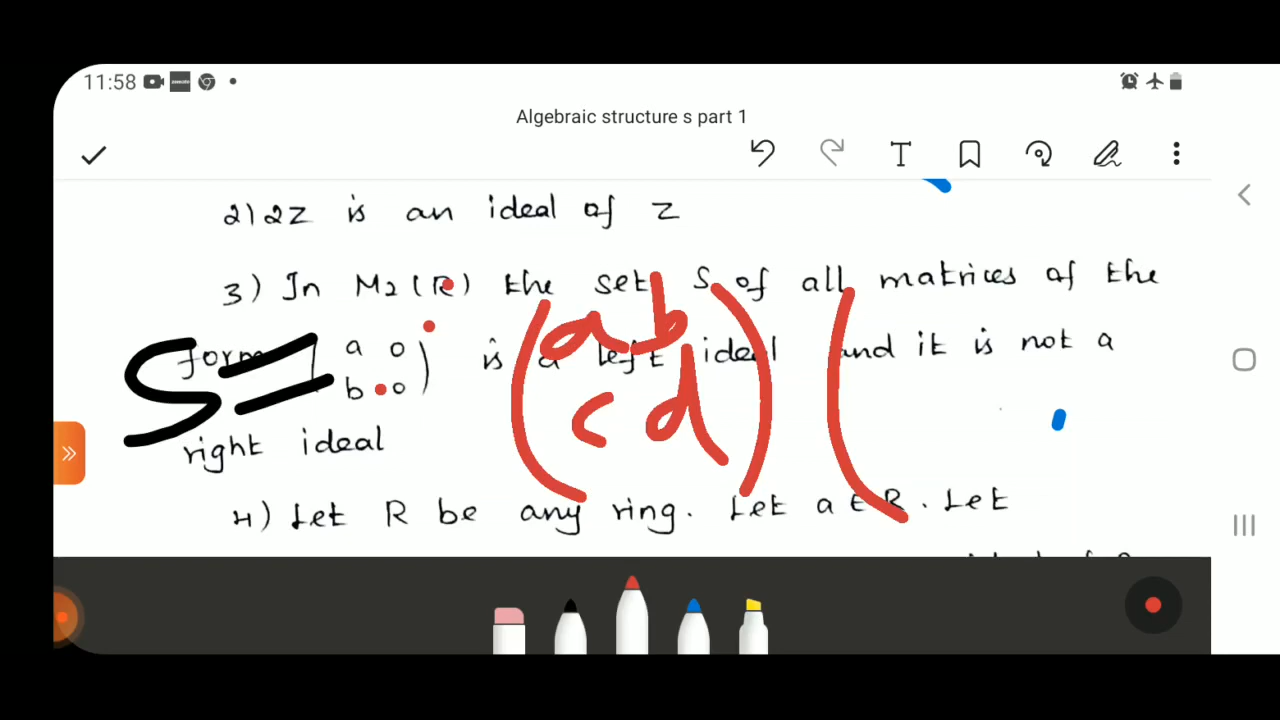 11:58
Algebraic structure s part 1
T
2) 2Z is an ideal of Z
3) In M2(R) the set S of all matrices of the
form ( a 0 ) is a left ideal and it is not a
b 0
S =
( a b ) (
c d
right ideal
4) Let R be any ring. Let a ∈ R. Let